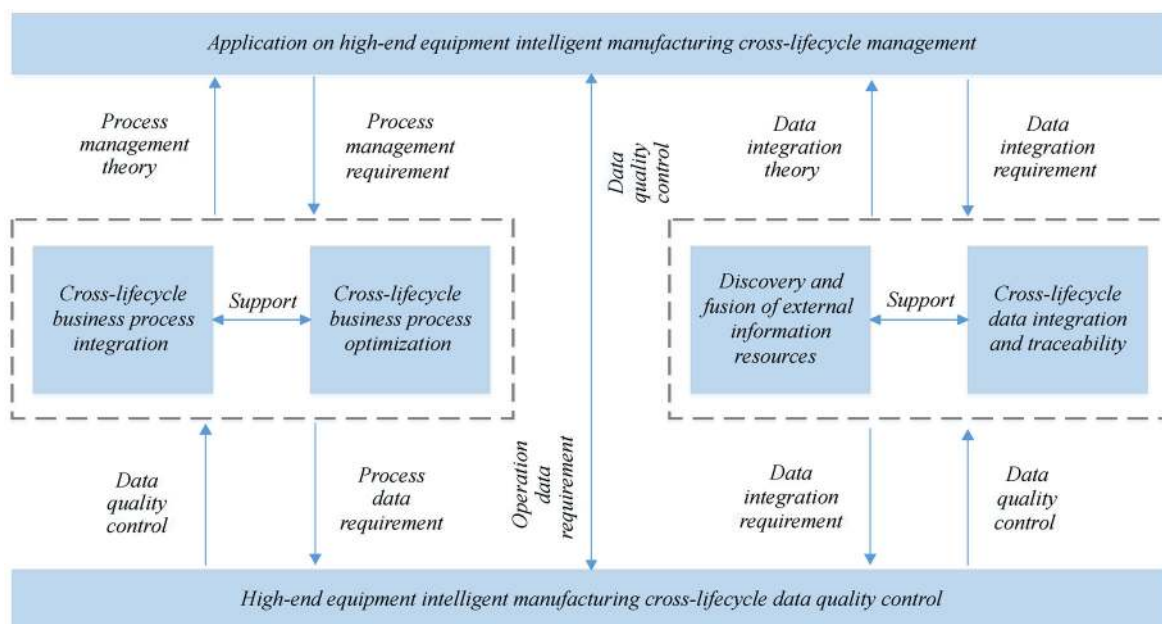 Application on high-end equipment intelligent manufacturing cross-lifecycle management
Process
management
theory
Process
management
requirement
Data
quality
control
Data
integration
theory
Data
integration
requirement
Cross-lifecycle
business process
integration
Support
Cross-lifecycle
business process
optimization
Discovery and
fusion of external
information
resources
Support
Cross-lifecycle
data integration
and traceability
Data
quality
control
Process
data
requirement
Operation
data
requirement
Data
integration
requirement
Data
quality
control
High-end equipment intelligent manufacturing cross-lifecycle data quality control